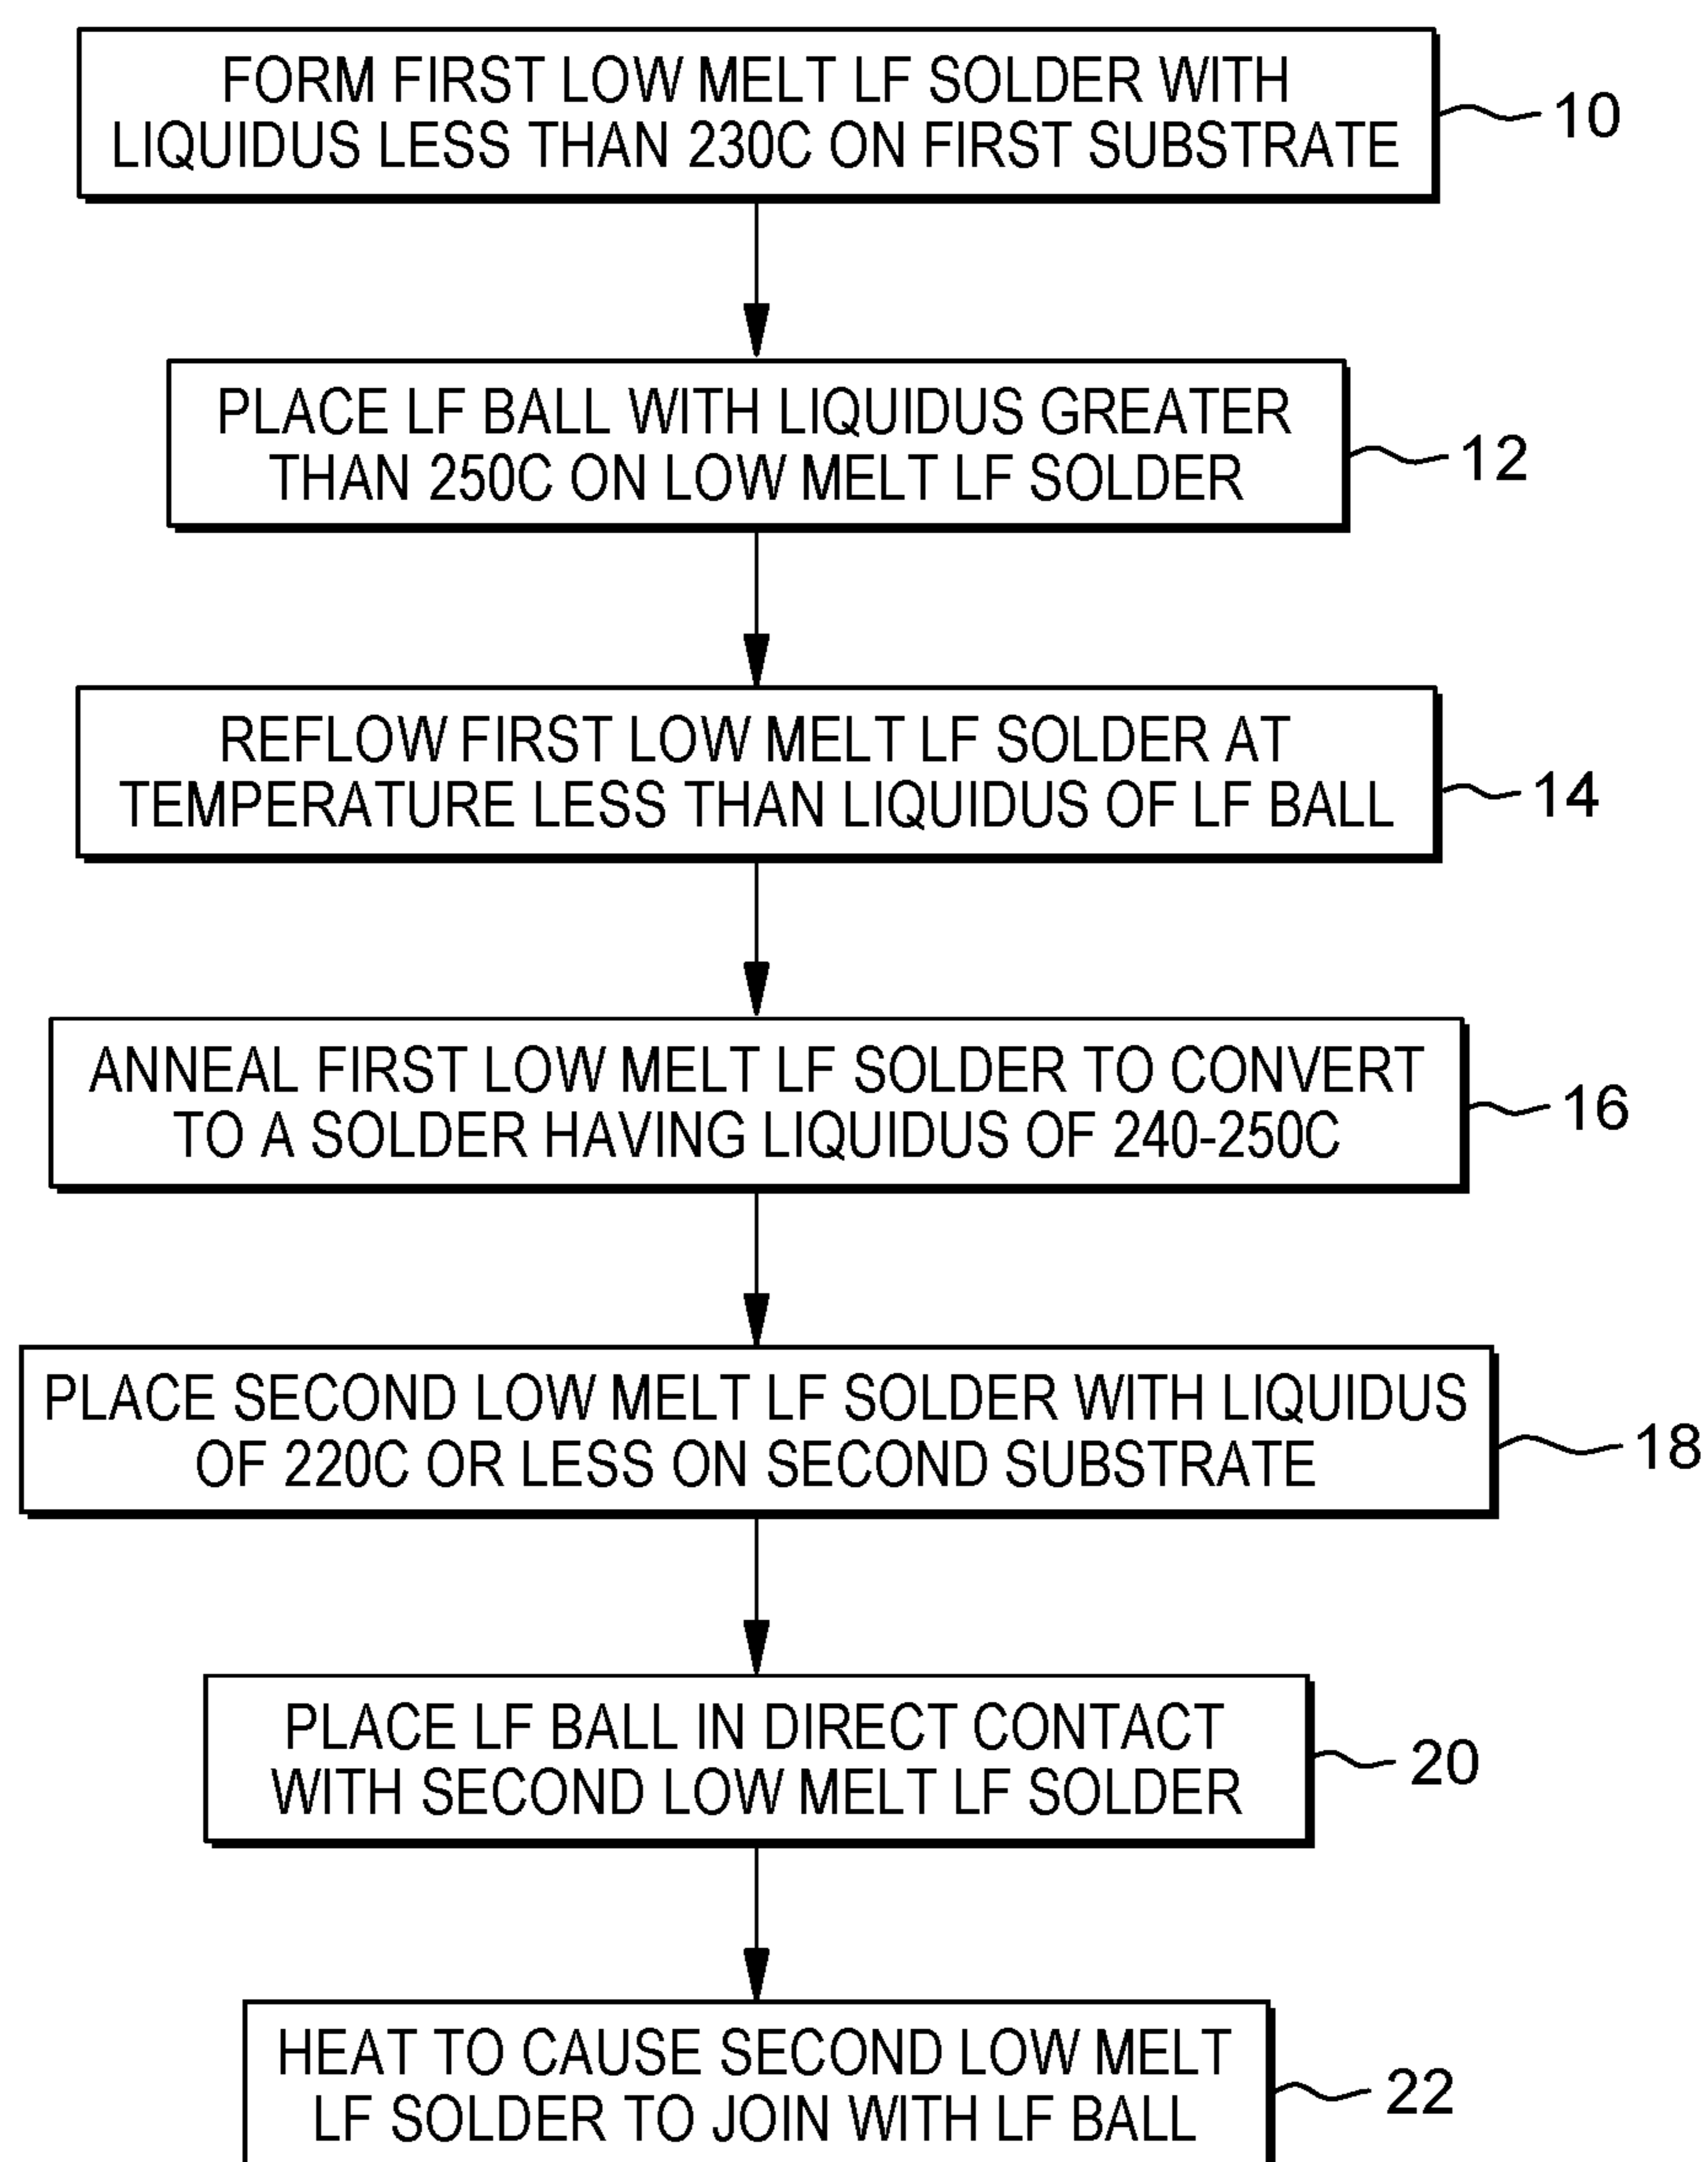 FORM FIRST LOW MELT LF SOLDER WITH
LIQUIDUS LESS THAN 230C ON FIRST SUBSTRATE
10
PLACE LF BALL WITH LIQUIDUS GREATER
THAN 250C ON LOW MELT LF SOLDER
12
REFLOW FIRST LOW MELT LF SOLDER AT
TEMPERATURE LESS THAN LIQUIDUS OF LF BALL
14
ANNEAL FIRST LOW MELT LF SOLDER TO CONVERT
TO A SOLDER HAVING LIQUIDUS OF 240-250C
16
PLACE SECOND LOW MELT LF SOLDER WITH LIQUIDUS
OF 220C OR LESS ON SECOND SUBSTRATE
18
PLACE LF BALL IN DIRECT CONTACT
WITH SECOND LOW MELT LF SOLDER
20
HEAT TO CAUSE SECOND LOW MELT
LF SOLDER TO JOIN WITH LF BALL
22